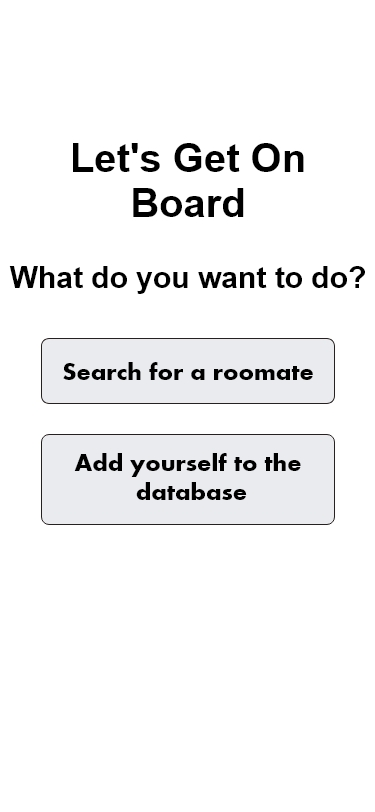 Let's Get On
Board
What do you want to do?
Search for a roomate
Add yourself to the
database